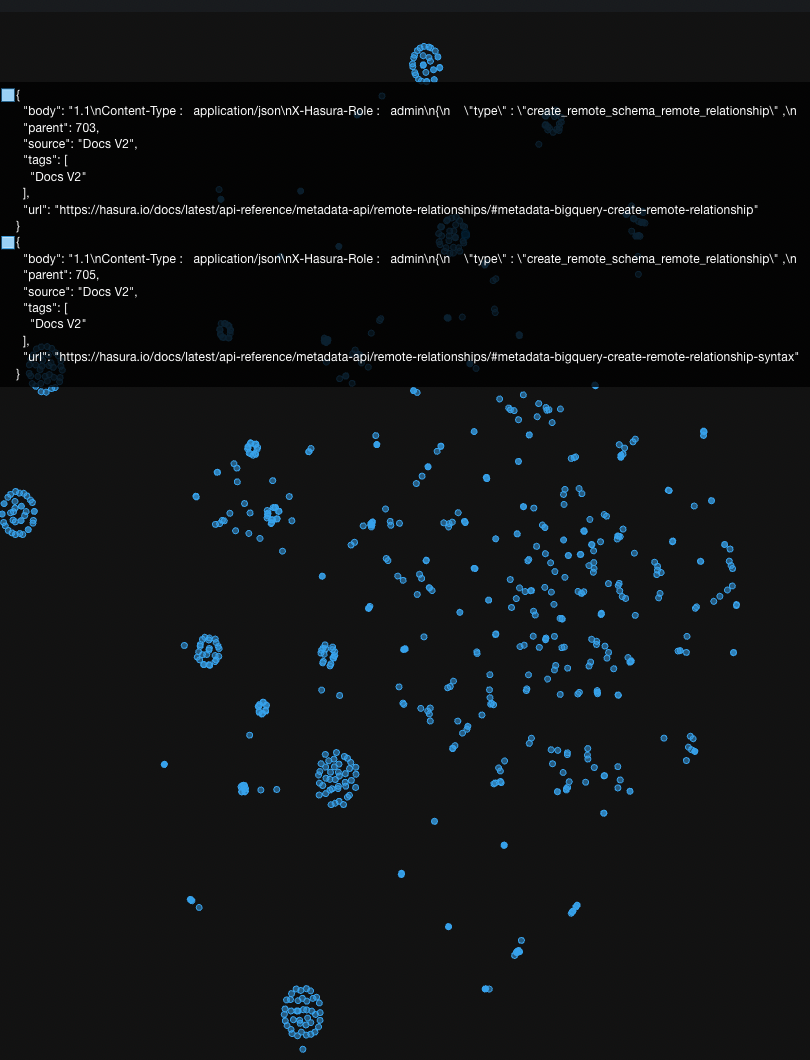 {
"body": "1.1\nContent-Type : application/json\nX-Hasura-Role : admin\n{\n \"type\" : \"create_remote_schema_remote_relationship\" ,\n
"parent": 703,
"source": "Docs V2",
"tags": [
"Docs V2"
],
"url": "https://hasura.io/docs/latest/api-reference/metadata-api/remote-relationships/#metadata-bigquery-create-remote-relationship"
}
{
"body": "1.1\nContent-Type : application/json\nX-Hasura-Role : admin\n{\n \"type\" : \"create_remote_schema_remote_relationship\" ,\n
"parent": 705,
"source": "Docs V2",
"tags": [
"Docs V2"
],
"url": "https://hasura.io/docs/latest/api-reference/metadata-api/remote-relationships/#metadata-bigquery-create-remote-relationship-syntax"
}